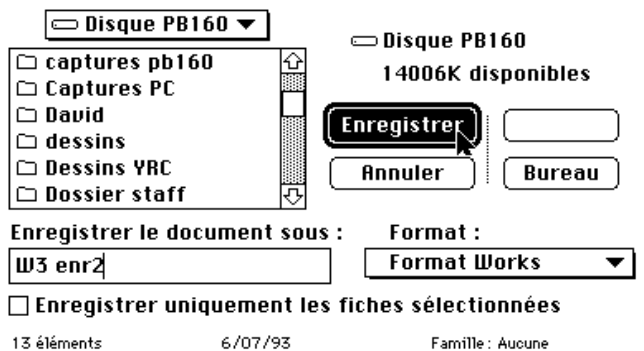 Disque PB160
Disque PB160
14006K disponibles
captures pb160
Captures PC
David
dessins
Dessins YRC
Dossier staff
Enregistrer
Annuler
Bureau
Enregistrer le document sous :
Format :
W3 enr2
Format Works
Enregistrer uniquement les fiches sélectionnées
13 éléments 6/07/93 Famille : Aucune